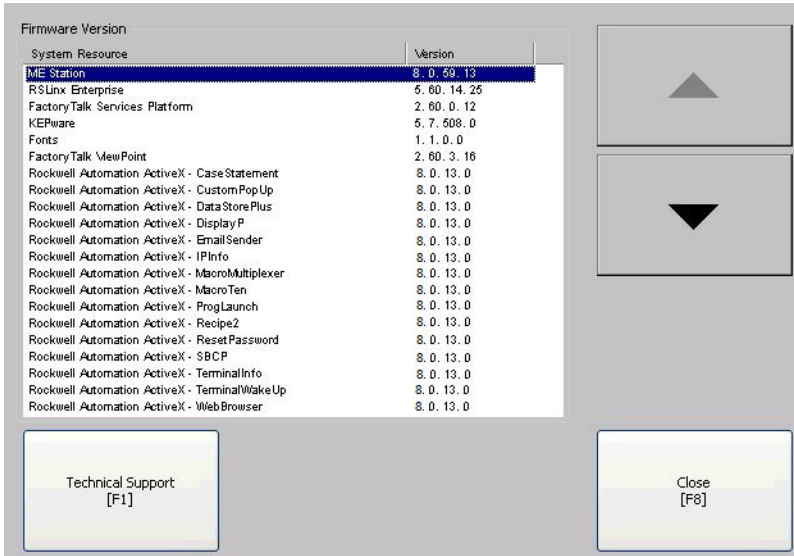 Firmware Version
System Resource Version
ME Station 8.0.59.13
RSLinx Enterprise 5.60.14.25
FactoryTalk Services Platform 2.60.0.12
KEPware 5.7.508.0
Fonts 1.1.0.0
FactoryTalk ViewPoint 2.60.3.16
Rockwell Automation ActiveX - CaseStatement 8.0.13.0
Rockwell Automation ActiveX - CustomPopUp 8.0.13.0
Rockwell Automation ActiveX - DataStorePlus 8.0.13.0
Rockwell Automation ActiveX - DisplayP 8.0.13.0
Rockwell Automation ActiveX - EmailSender 8.0.13.0
Rockwell Automation ActiveX - IPInfo 8.0.13.0
Rockwell Automation ActiveX - MacroMultiplexer 8.0.13.0
Rockwell Automation ActiveX - MacroTen 8.0.13.0
Rockwell Automation ActiveX - ProgLaunch 8.0.13.0
Rockwell Automation ActiveX - Recipe2 8.0.13.0
Rockwell Automation ActiveX - ResetPassword 8.0.13.0
Rockwell Automation ActiveX - SBCP 8.0.13.0
Rockwell Automation ActiveX - TerminalInfo 8.0.13.0
Rockwell Automation ActiveX - TerminalWakeUp 8.0.13.0
Rockwell Automation ActiveX - WebBrowser 8.0.13.0
Technical Support
[F1]
Close
[F8]